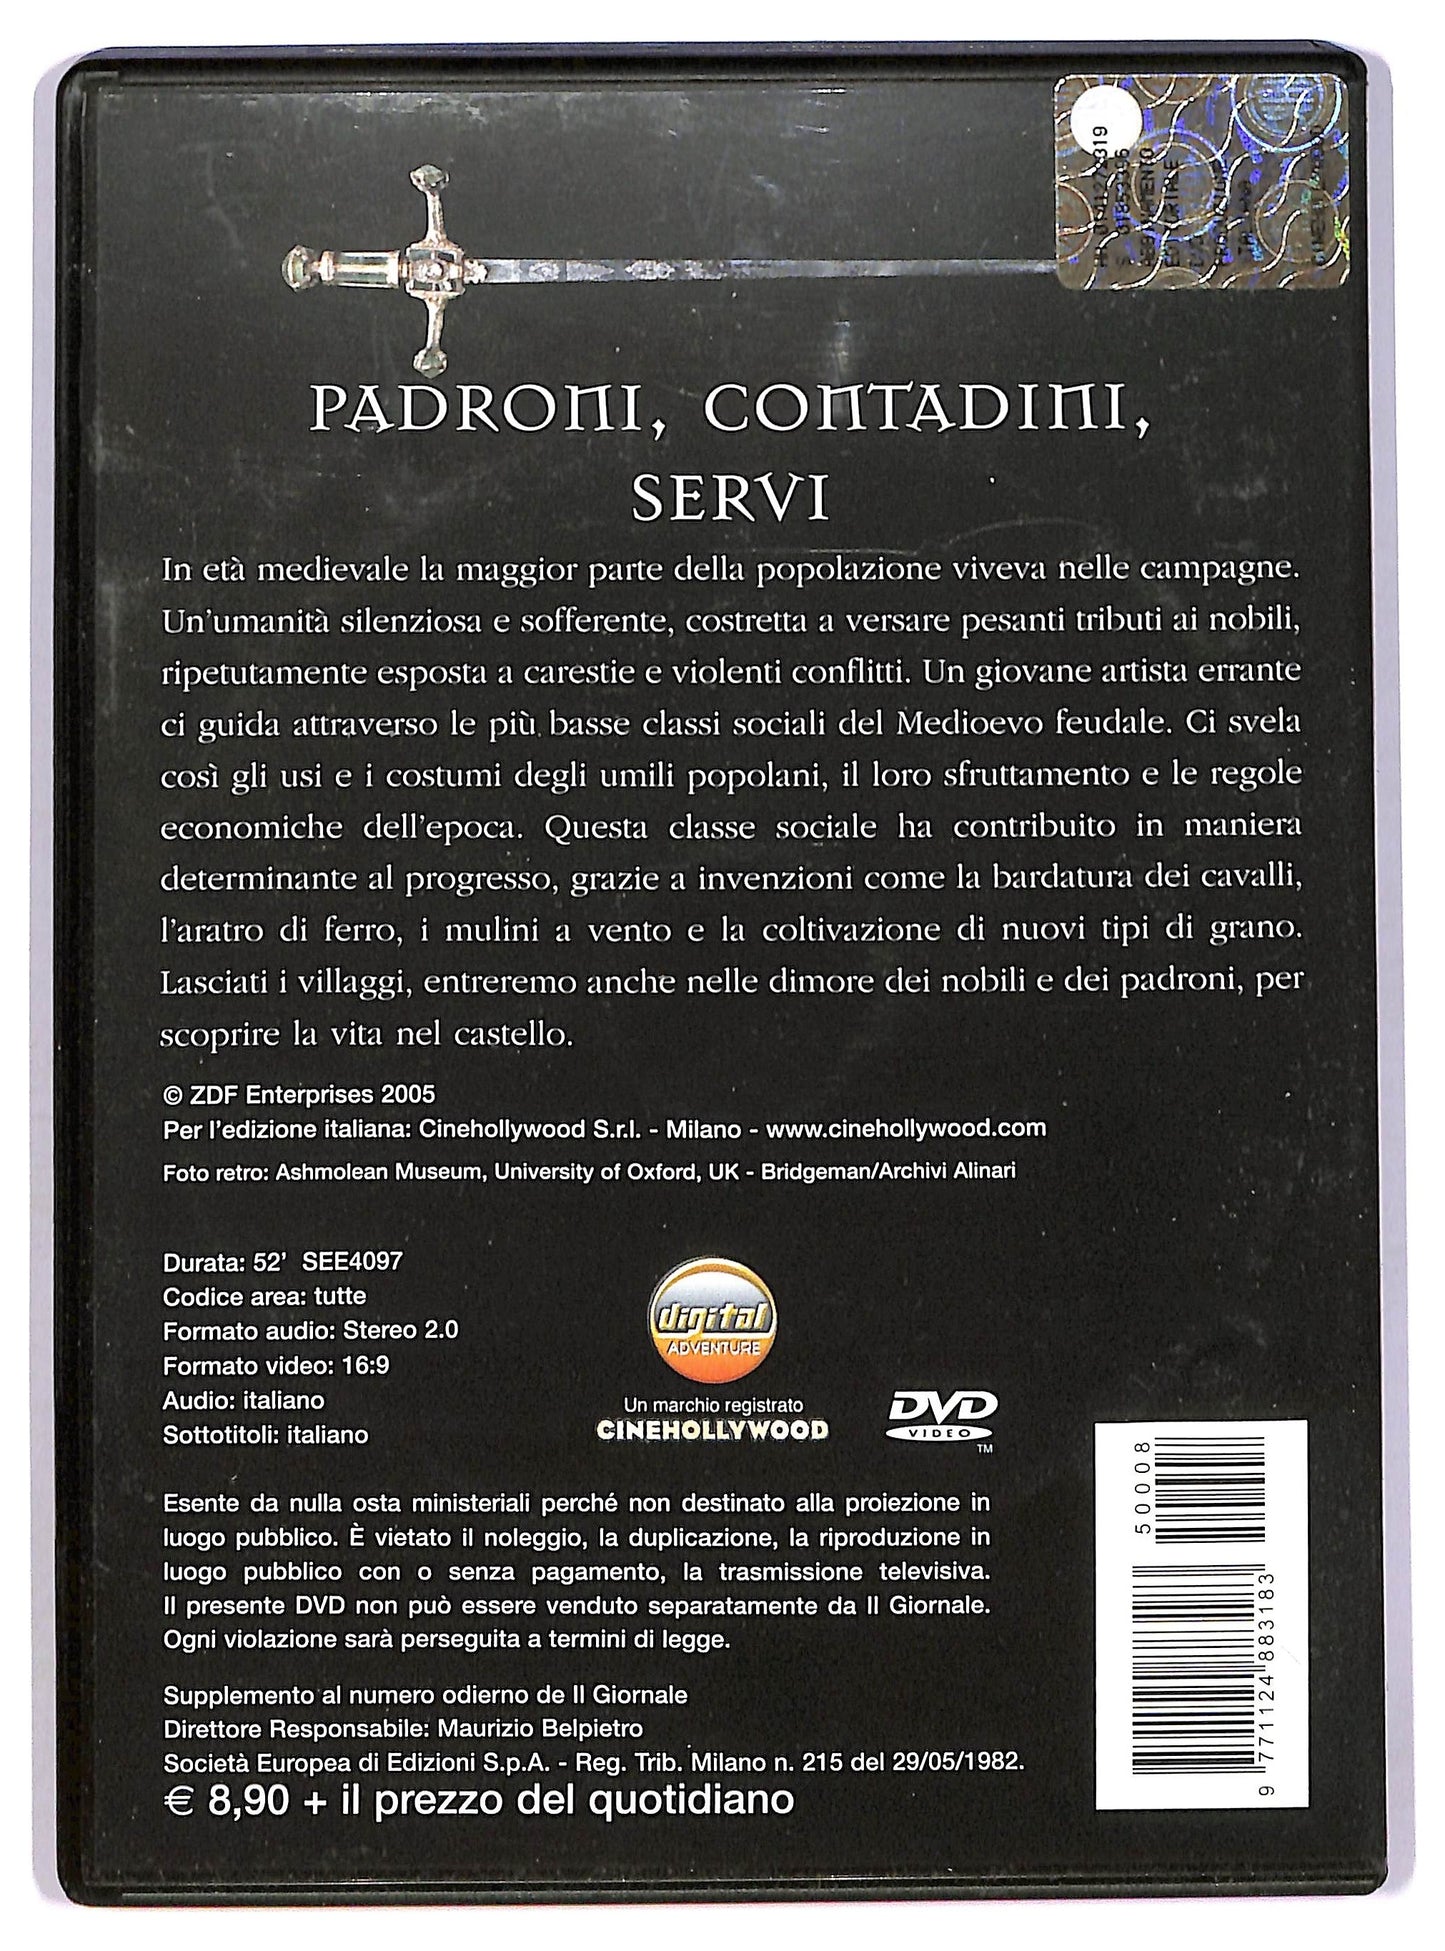 PADRONI, CONTADINI,
SERVI
In età medievale la maggior parte della popolazione viveva nelle campagne.
Un'umanità silenziosa e sofferente, costretta a versare pesanti tributi ai nobili,
ripetutamente esposta a carestie e violenti conflitti. Un giovane artista errante
ci guida attraverso le più basse classi sociali del Medioevo feudale. Ci svela
così gli usi e i costumi degli umili popolani, il loro sfruttamento e le regole
economiche dell'epoca. Questa classe sociale ha contribuito in maniera
determinante al progresso, grazie a invenzioni come la bardatura dei cavalli,
l'aratro di ferro, i mulini a vento e la coltivazione di nuovi tipi di grano.
Lasciati i villaggi, entreremo anche nelle dimore dei nobili e dei padroni, per
scoprire la vita nel castello.
© ZDF Enterprises 2005
Per l'edizione italiana: Cinehollywood S.r.l. - Milano - www.cinehollywood.com
Foto retro: Ashmolean Museum, University of Oxford, UK - Bridgeman/Archivi Alinari
Durata: 52' SEE4097
Codice area: tutte
Formato audio: Stereo 2.0
Formato video: 16:9
Audio: italiano
Sottotitoli: italiano
digital
ADVENTURE
Un marchio registrato
CINEHOLLYWOOD
DVD
VIDEO
TM
Esente da nulla osta ministeriali perché non destinato alla proiezione in
luogo pubblico. È vietato il noleggio, la duplicazione, la riproduzione in
luogo pubblico con o senza pagamento, la trasmissione televisiva.
Il presente DVD non può essere venduto separatamente da Il Giornale.
Ogni violazione sarà perseguita a termini di legge.
Supplemento al numero odierno de Il Giornale
Direttore Responsabile: Maurizio Belpietro
Società Europea di Edizioni S.p.A. - Reg. Trib. Milano n. 215 del 29/05/1982.
€ 8,90 + il prezzo del quotidiano
50008
9 771124 883183